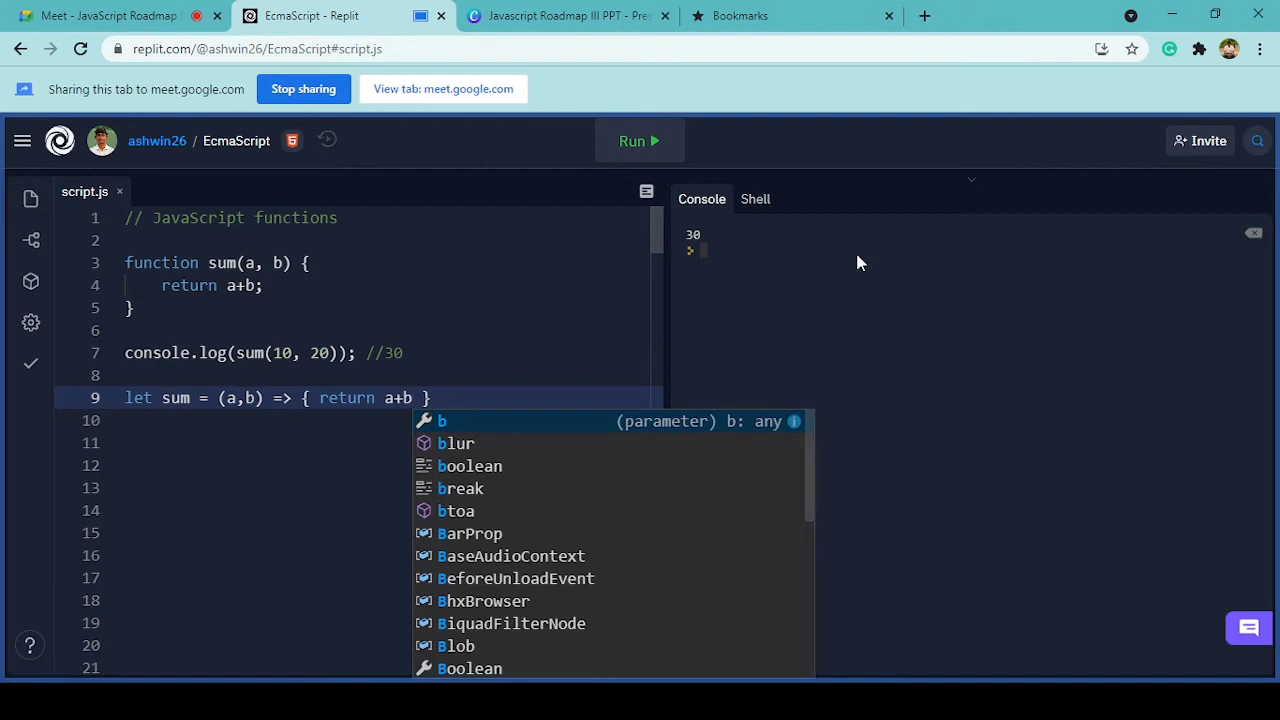 Meet - JavaScript Roadmap
EcmaScript - Replit
Javascript Roadmap III PPT - Pres
Bookmarks
replit.com/@ashwin26/EcmaScript#script.js
Sharing this tab to meet.google.com
Stop sharing
View tab: meet.google.com
ashwin26 / EcmaScript
Run
Invite
script.js
Console
Shell
1 // JavaScript functions
2
3 function sum(a, b) {
4 return a+b;
5 }
6
7 console.log(sum(10, 20)); //30
8
9 let sum = (a,b) => { return a+b }
10
11
12
13
14
15
16
17
18
19
20
21
b (parameter) b: any
blur
boolean
break
btoa
BarProp
BaseAudioContext
BeforeUnloadEvent
BhxBrowser
BiquadFilterNode
Blob
Boolean
30
>
?